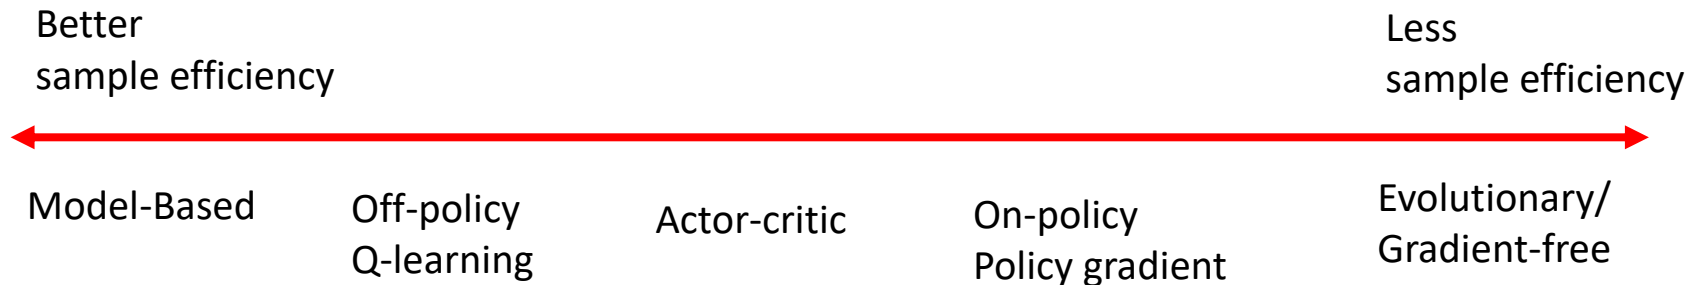 Better
sample efficiency
Less
sample efficiency
Model-Based
Off-policy
Q-learning
Actor-critic
On-policy
Policy gradient
Evolutionary/
Gradient-free